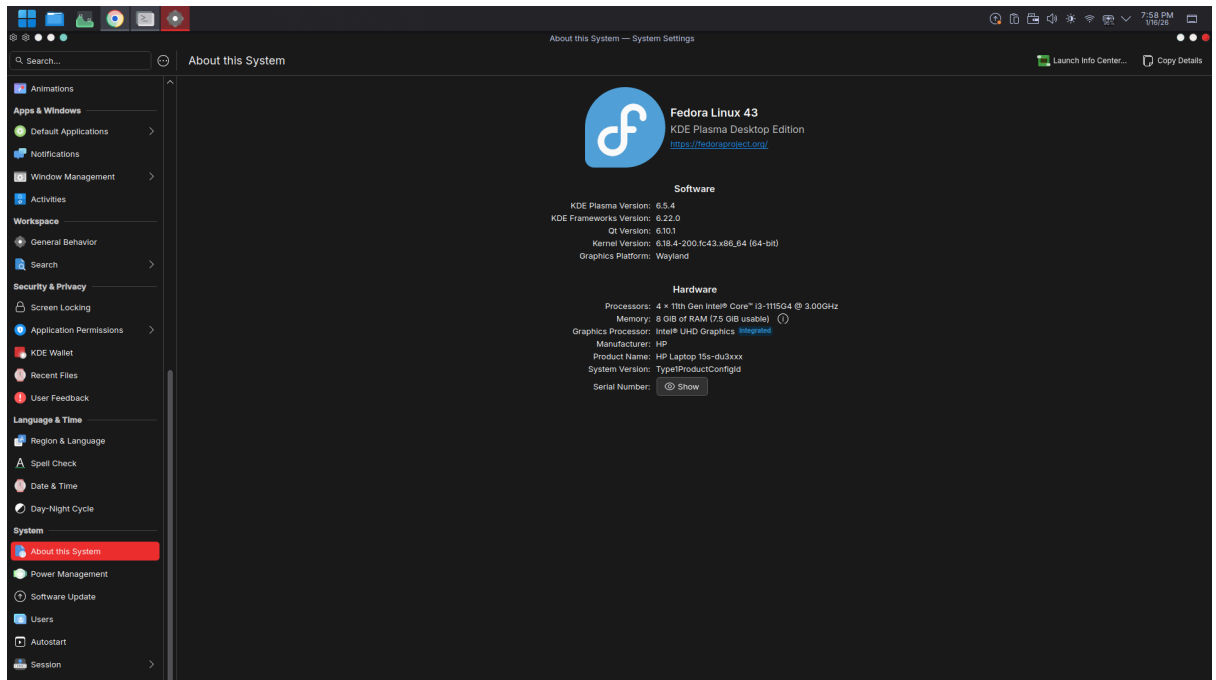 7:58 PM
1/16/26
About this System — System Settings
Search...
About this System
Launch Info Center...
Copy Details
Animations
Apps & Windows
Default Applications
Notifications
Window Management
Activities
Workspace
General Behavior
Search
Security & Privacy
Screen Locking
Application Permissions
KDE Wallet
Recent Files
User Feedback
Language & Time
Region & Language
Spell Check
Date & Time
Day-Night Cycle
System
About this System
Power Management
Software Update
Users
Autostart
Session
Fedora Linux 43
KDE Plasma Desktop Edition
https://fedoraproject.org/
Software
KDE Plasma Version: 6.5.4
KDE Frameworks Version: 6.22.0
Qt Version: 6.10.1
Kernel Version: 6.18.4-200.fc43.x86_64 (64-bit)
Graphics Platform: Wayland
Hardware
Processors: 4 × 11th Gen Intel® Core™ i3-1115G4 @ 3.00GHz
Memory: 8 GiB of RAM (7.5 GiB usable)
Graphics Processor: Intel® UHD Graphics Integrated
Manufacturer: HP
Product Name: HP Laptop 15s-du3xxx
System Version: Type1ProductConfigId
Serial Number: Show